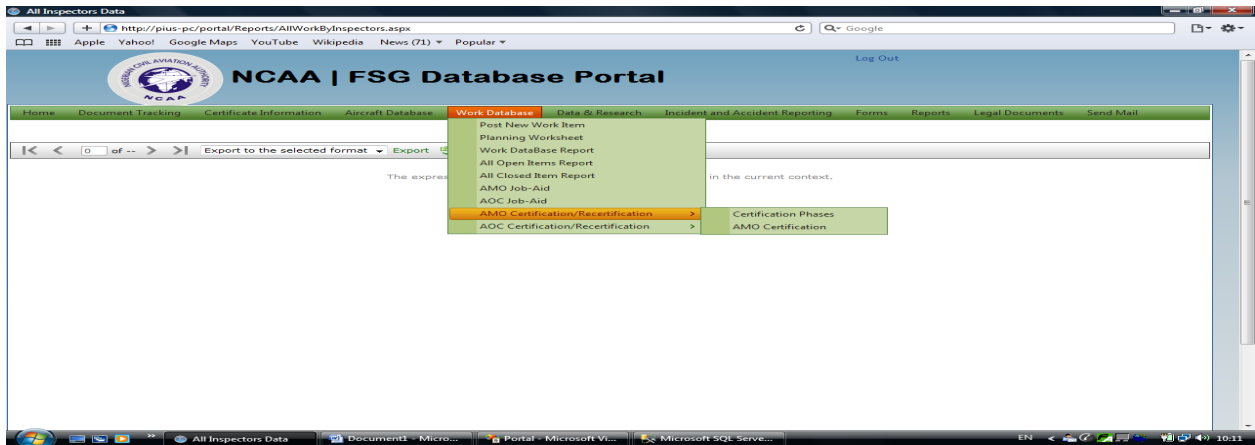 All Inspectors Data
http://pius-pc/portal/Reports/AllWorkByInspectors.aspx
Google
Apple Yahoo! Google Maps YouTube Wikipedia News (71) Popular
Log Out
NIGERIAN CIVIL AVIATION AUTHORITY
NCAA
NCAA | FSG Database Portal
Home Document Tracking Certificate Information Aircraft Database Work Database Data & Research Incident and Accident Reporting Forms Reports Legal Documents Send Mail
Post New Work Item
Planning Worksheet
0 of -- Export to the selected format Export
Work DataBase Report
All Open Items Report
The expres in the current context.
All Closed Item Report
AMO Job-Aid
AOC Job-Aid
AMO Certification/Recertification > Certification Phases
AOC Certification/Recertification > AMO Certification
All Inspectors Data Document1 - Micro... Portal - Microsoft Vi... Microsoft SQL Serve... EN 10:11